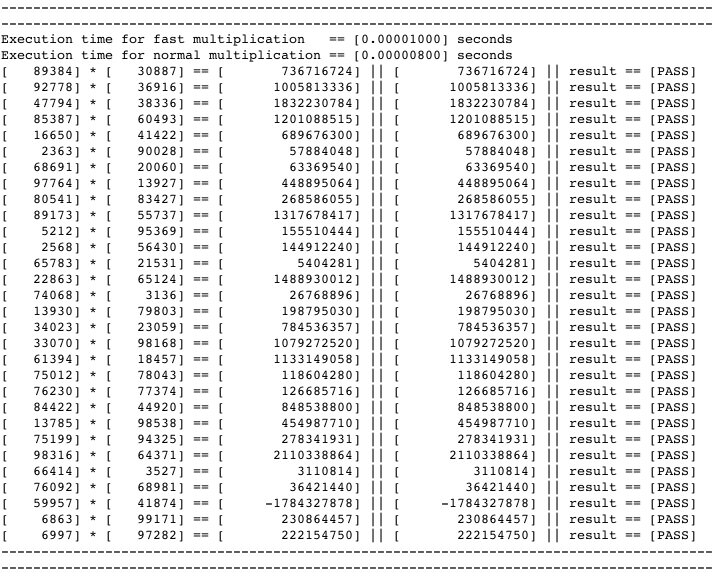 --------------------------------------------------------------------------------
--------------------------------------------------------------------------------
Execution time for fast multiplication   == [0.00001000] seconds
Execution time for normal multiplication == [0.00000800] seconds
[   89384] * [   30887] == [       736716724] || [       736716724] || result == [PASS]
[   92778] * [   36916] == [      1005813336] || [      1005813336] || result == [PASS]
[   47794] * [   38336] == [      1832230784] || [      1832230784] || result == [PASS]
[   85387] * [   60493] == [      1201088515] || [      1201088515] || result == [PASS]
[   16650] * [   41422] == [       689676300] || [       689676300] || result == [PASS]
[    2363] * [   90028] == [        57884048] || [        57884048] || result == [PASS]
[   68691] * [   20060] == [        63369540] || [        63369540] || result == [PASS]
[   97764] * [   13927] == [       448895064] || [       448895064] || result == [PASS]
[   80541] * [   83427] == [       268586055] || [       268586055] || result == [PASS]
[   89173] * [   55737] == [      1317678417] || [      1317678417] || result == [PASS]
[    5212] * [   95369] == [       155510444] || [       155510444] || result == [PASS]
[    2568] * [   56430] == [       144912240] || [       144912240] || result == [PASS]
[   65783] * [   21531] == [         5404281] || [         5404281] || result == [PASS]
[   22863] * [   65124] == [      1488930012] || [      1488930012] || result == [PASS]
[   74068] * [    3136] == [        26768896] || [        26768896] || result == [PASS]
[   13930] * [   79803] == [       198795030] || [       198795030] || result == [PASS]
[   34023] * [   23059] == [       784536357] || [       784536357] || result == [PASS]
[   33070] * [   98168] == [      1079272520] || [      1079272520] || result == [PASS]
[   61394] * [   18457] == [      1133149058] || [      1133149058] || result == [PASS]
[   75012] * [   78043] == [       118604280] || [       118604280] || result == [PASS]
[   76230] * [   77374] == [       126685716] || [       126685716] || result == [PASS]
[   84422] * [   44920] == [       848538800] || [       848538800] || result == [PASS]
[   13785] * [   98538] == [       454987710] || [       454987710] || result == [PASS]
[   75199] * [   94325] == [       278341931] || [       278341931] || result == [PASS]
[   98316] * [   64371] == [      2110338864] || [      2110338864] || result == [PASS]
[   66414] * [    3527] == [         3110814] || [         3110814] || result == [PASS]
[   76092] * [   68981] == [        36421440] || [        36421440] || result == [PASS]
[   59957] * [   41874] == [     -1784327878] || [     -1784327878] || result == [PASS]
[    6863] * [   99171] == [       230864457] || [       230864457] || result == [PASS]
[    6997] * [   97282] == [       222154750] || [       222154750] || result == [PASS]
--------------------------------------------------------------------------------
--------------------------------------------------------------------------------